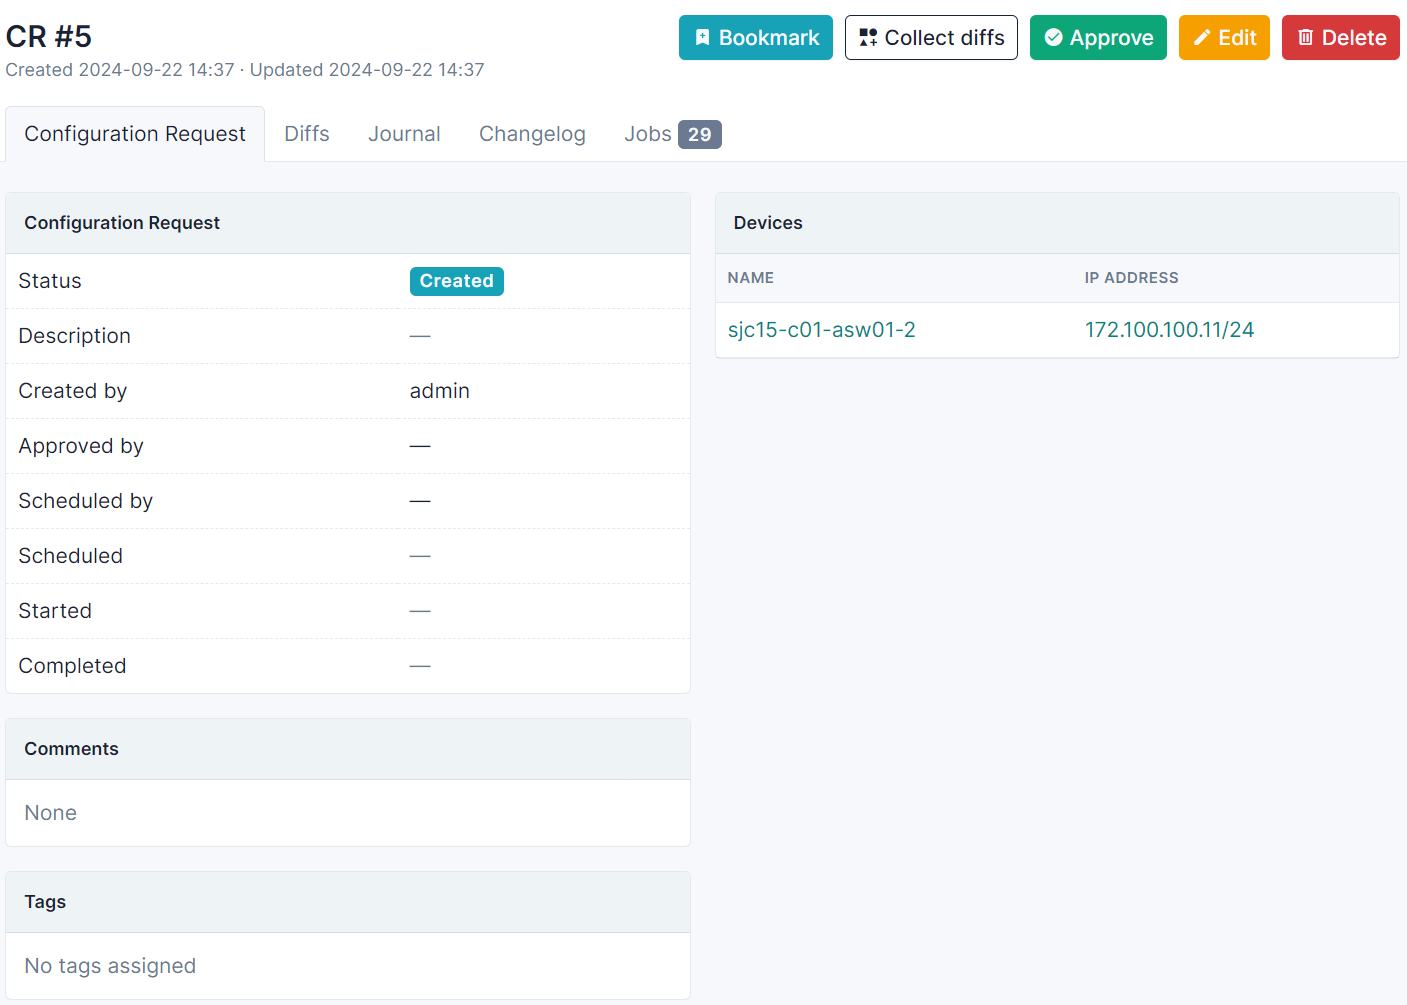 CR #5
Created 2024-09-22 14:37 · Updated 2024-09-22 14:37
Bookmark
Collect diffs
Approve
Edit
Delete
Configuration Request
Diffs
Journal
Changelog
Jobs 29
Configuration Request
Status Created
Description —
Created by admin
Approved by —
Scheduled by —
Scheduled —
Started —
Completed —
Comments
None
Tags
No tags assigned
Devices
NAME IP ADDRESS
sjc15-c01-asw01-2 172.100.100.11/24